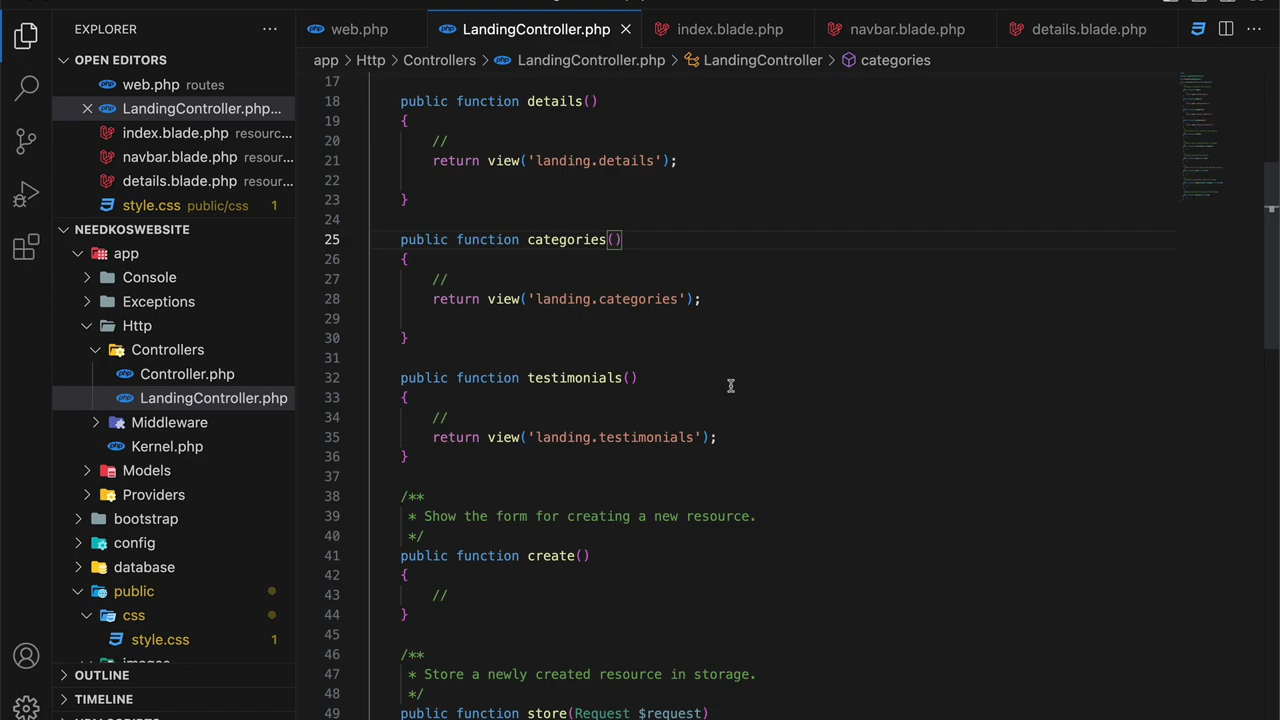 EXPLORER
OPEN EDITORS
web.php routes
LandingController.php...
index.blade.php resourc...
navbar.blade.php resour...
details.blade.php resour...
style.css public/css 1
NEEDKOSWEBSITE
app
Console
Exceptions
Http
Controllers
Controller.php
LandingController.php
Middleware
Kernel.php
Models
Providers
bootstrap
config
database
public
css
style.css 1
OUTLINE
TIMELINE
web.php LandingController.php index.blade.php navbar.blade.php details.blade.php
app > Http > Controllers > LandingController.php > LandingController > categories
17
18 public function details()
19 {
20 //
21 return view('landing.details');
22
23 }
24
25 public function categories()
26 {
27 //
28 return view('landing.categories');
29
30 }
31
32 public function testimonials()
33 {
34 //
35 return view('landing.testimonials');
36 }
37
38 /**
39 * Show the form for creating a new resource.
40 */
41 public function create()
42 {
43 //
44 }
45
46 /**
47 * Store a newly created resource in storage.
48 */
49 public function store(Request $request)